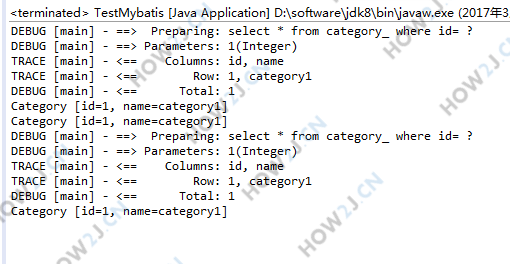 <terminated> TestMybatis [Java Application] D:\software\jdk8\bin\javaw.exe (2017年3
DEBUG [main] - ==>  Preparing: select * from category_ where id= ?
DEBUG [main] - ==> Parameters: 1(Integer)
TRACE [main] - <==    Columns: id, name
TRACE [main] - <==        Row: 1, category1
DEBUG [main] - <==      Total: 1
Category [id=1, name=category1]
Category [id=1, name=category1]
DEBUG [main] - ==>  Preparing: select * from category_ where id= ?
DEBUG [main] - ==> Parameters: 1(Integer)
TRACE [main] - <==    Columns: id, name
TRACE [main] - <==        Row: 1, category1
DEBUG [main] - <==      Total: 1
Category [id=1, name=category1]
HOW2J.CN
HOW2J.CN
HOW2J.CN
HOW2J.CN
HOW2J.CN